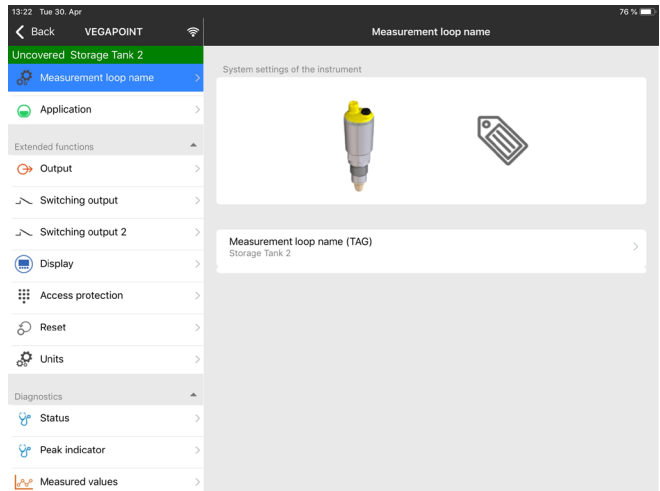 13:22 Tue 30. Apr
76 %
Back VEGAPOINT
Measurement loop name
Uncovered Storage Tank 2
Measurement loop name
Application
Extended functions
Output
Switching output
Switching output 2
Display
Access protection
Reset
Units
Diagnostics
Status
Peak indicator
Measured values
System settings of the instrument
Measurement loop name (TAG)
Storage Tank 2